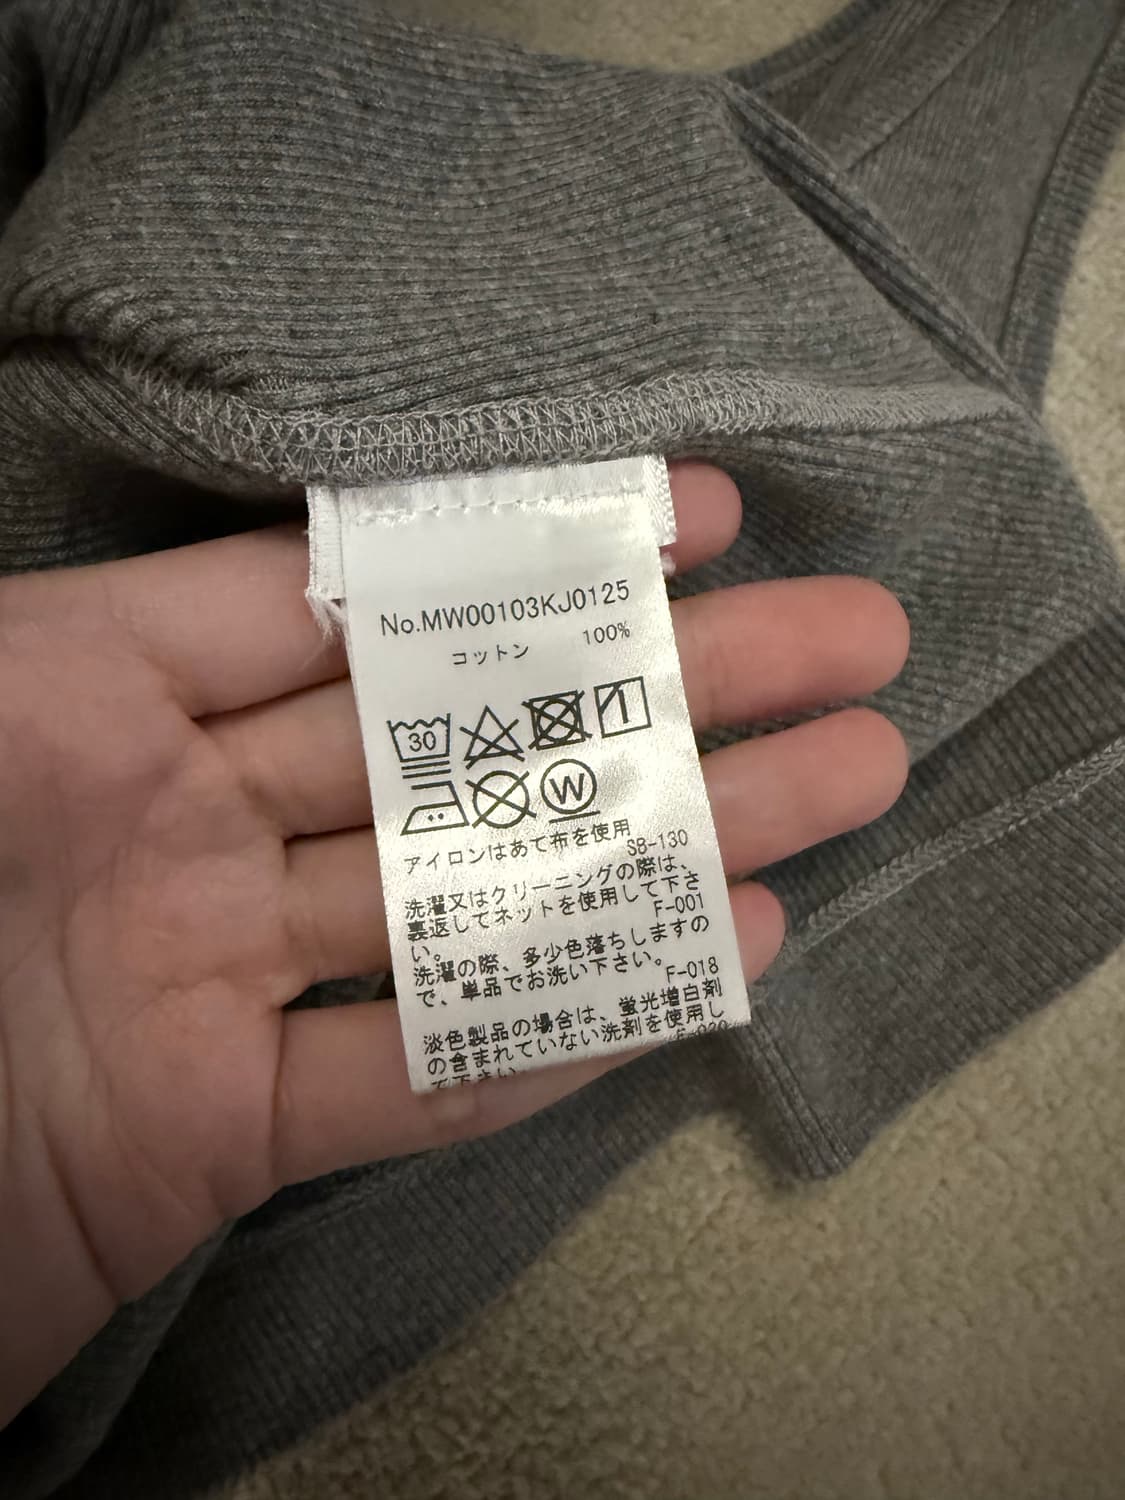 No.MW00103KJ0125
コットン 100%
30
W
アイロンはあて布を使用
SB-130
洗濯又はクリーニングの際は、
裏返してネットを使用して下さ
い。
F-001
洗濯の際、多少色落ちしますの
で、単品でお洗い下さい。
F-018
淡色製品の場合は、蛍光増白剤
の含まれていない洗剤を使用し
て下さい。
F-020